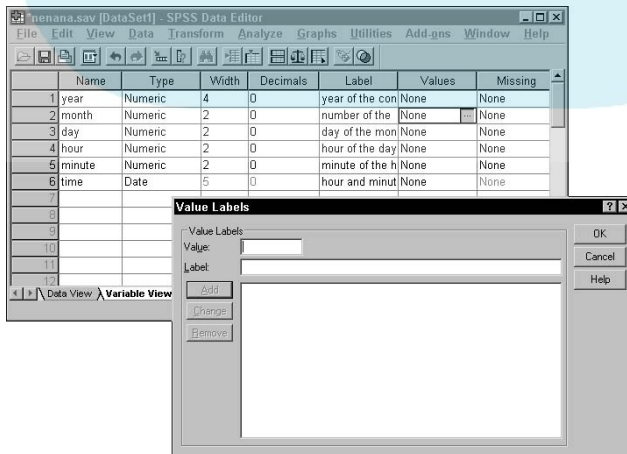 *nenana.sav [DataSet1] - SPSS Data Editor
File Edit View Data Transform Analyze Graphs Utilities Add-ons Window Help
Name Type Width Decimals Label Values Missing
1 year Numeric 4 0 year of the con None None
2 month Numeric 2 0 number of the None ... None
3 day Numeric 2 0 day of the mon None None
4 hour Numeric 2 0 hour of the day None None
5 minute Numeric 2 0 minute of the h None None
6 time Date 5 0 hour and minut None None
7
8
9
10
11
12
Data View Variable View
Value Labels
Value Labels
Value:
Label:
Add
Change
Remove
OK
Cancel
Help